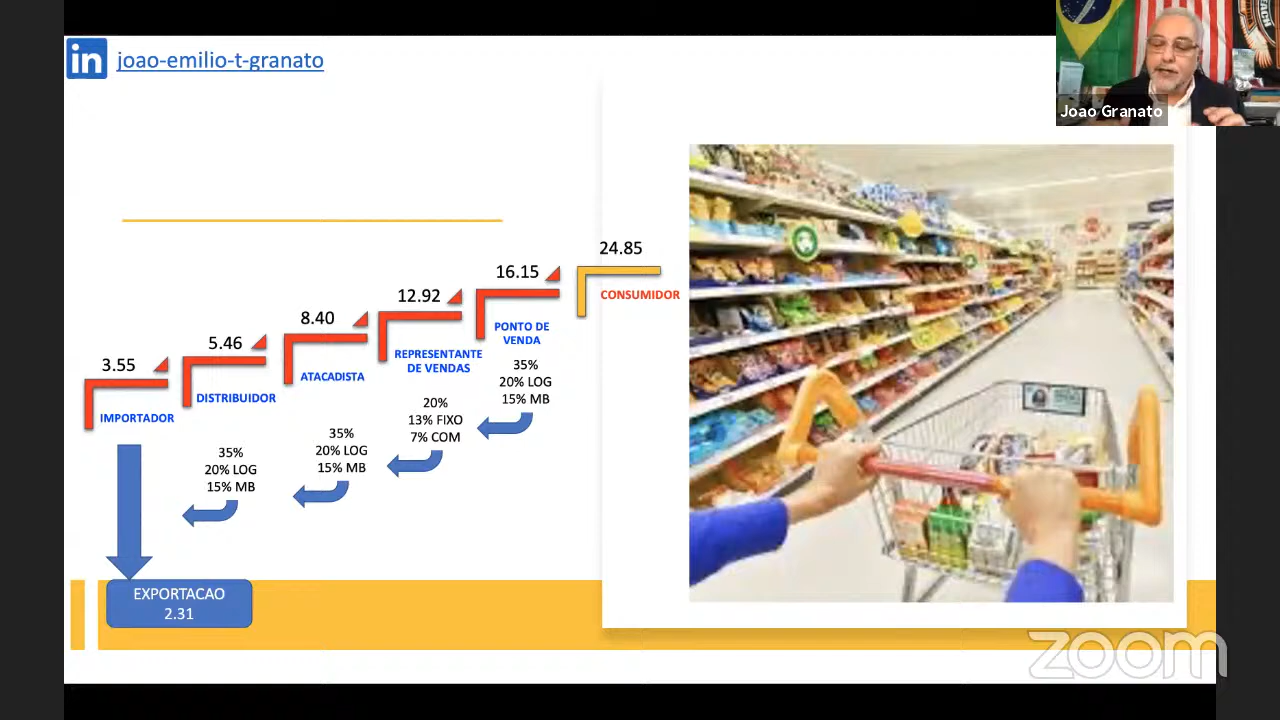 in joao-emilio-t-granato
Joao Granato
24.85
CONSUMIDOR
16.15
PONTO DE
VENDA
35%
20% LOG
15% MB
12.92
REPRESENTANTE
DE VENDAS
20%
13% FIXO
7% COM
8.40
ATACADISTA
35%
20% LOG
15% MB
5.46
DISTRIBUIDOR
35%
20% LOG
15% MB
3.55
IMPORTADOR
EXPORTACAO
2.31
zoom